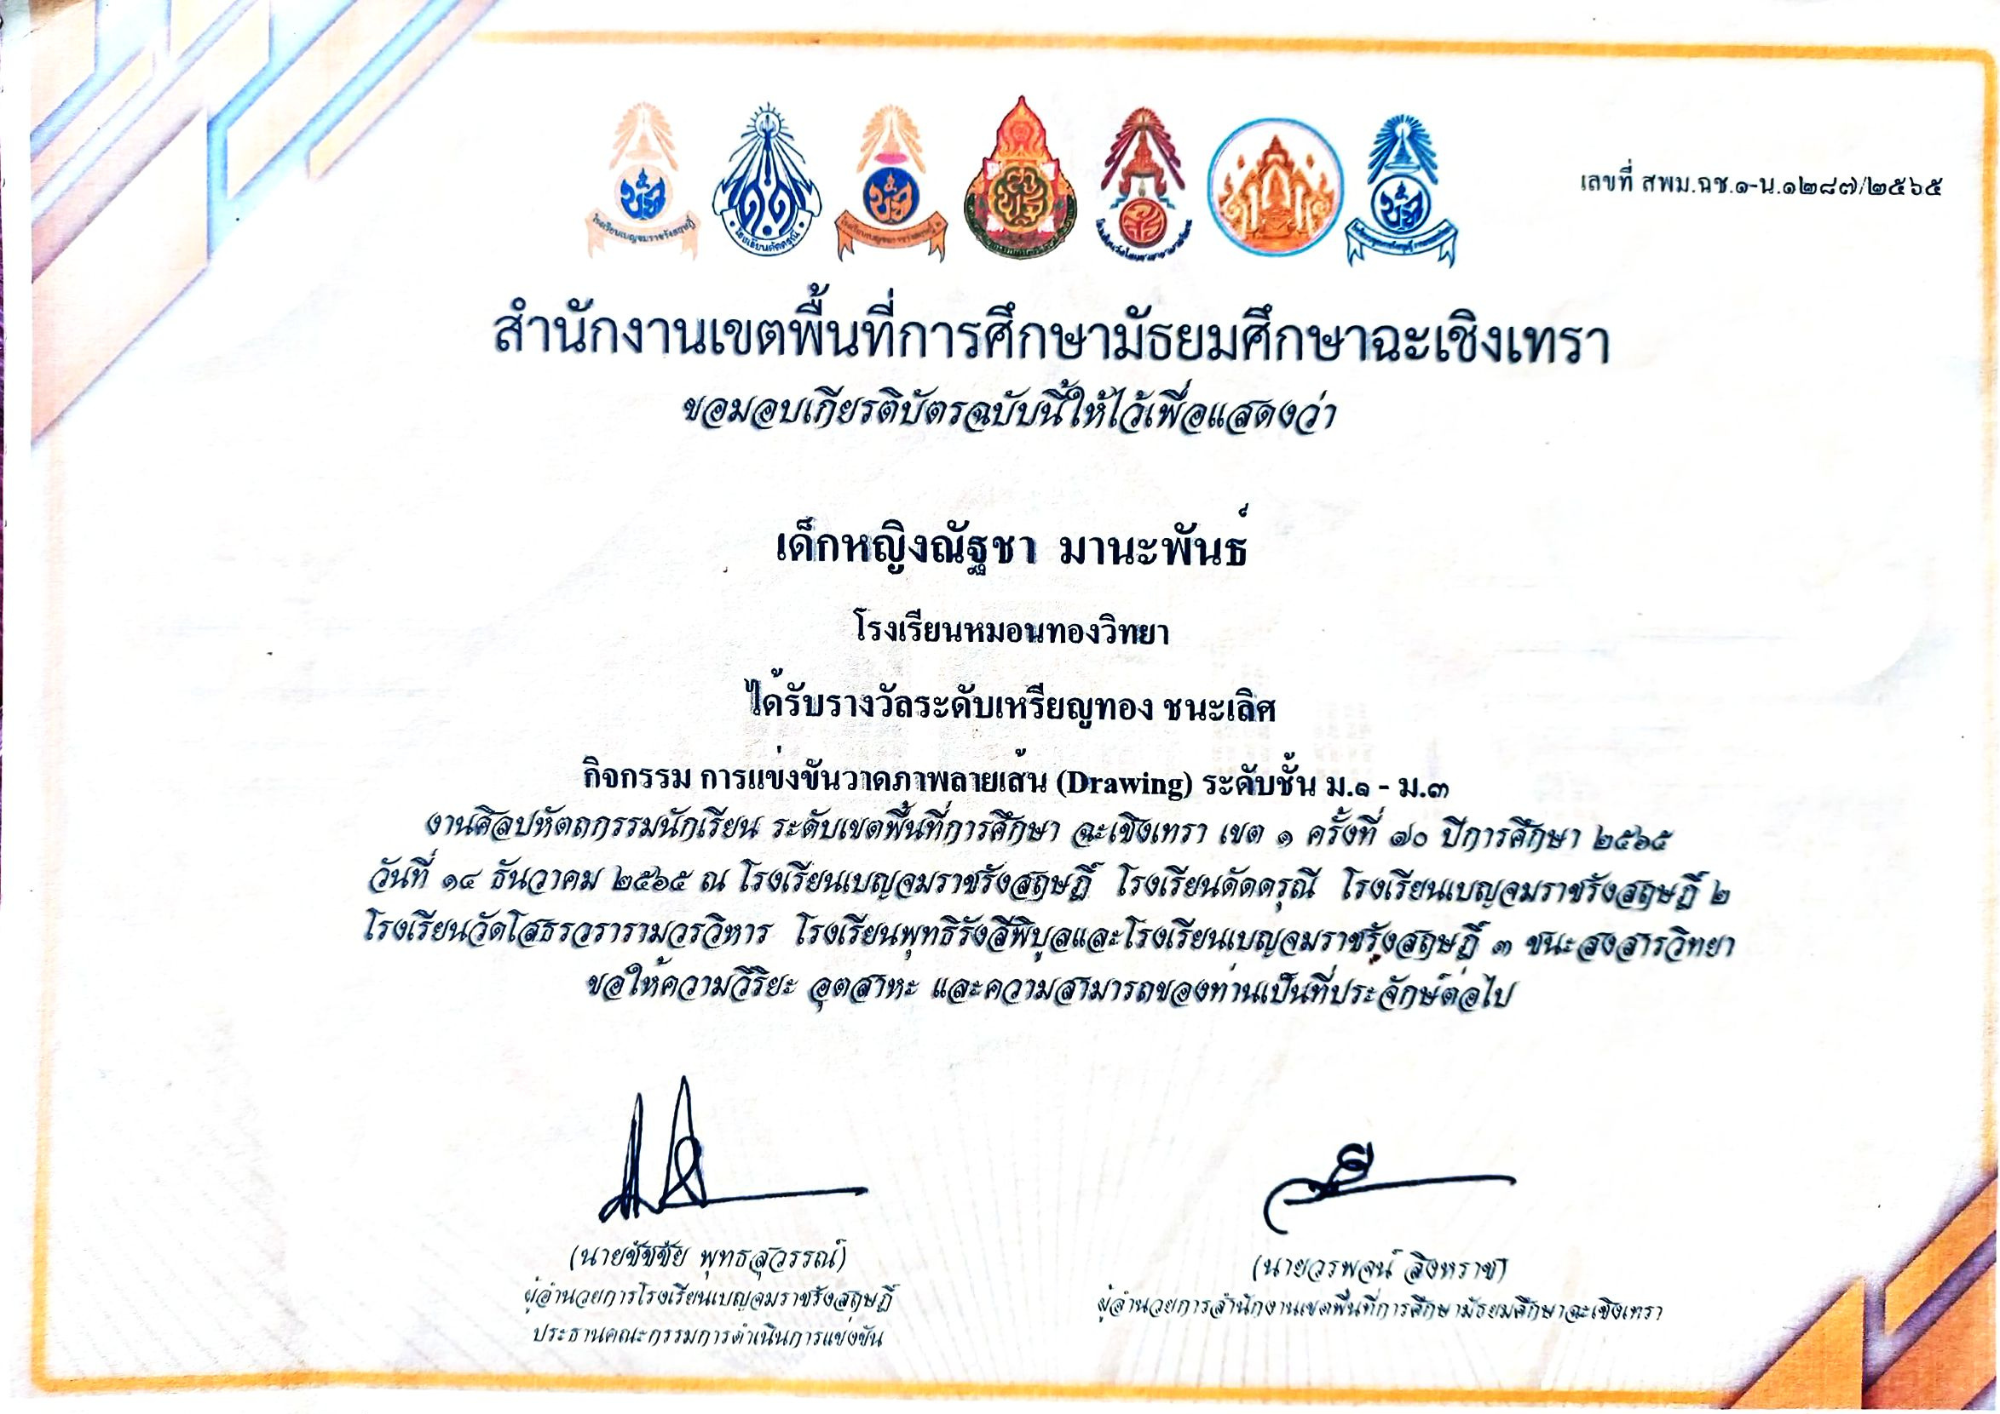 เลขที่ สพม.ฉช.๑-น.๑๒๘๗/๒๕๖๕
โรงเรียนดัดดรุณี
สำนักงานเขตพื้นที่การศึกษามัธยมศึกษาฉะเชิงเทรา
ขอมอบเกียรติบัตรฉบับนี้ให้ไว้เพื่อแสดงว่า
เด็กหญิงณัฐชา มานะพันธ์
โรงเรียนหมอนทองวิทยา
ได้รับรางวัลระดับเหรียญทอง ชนะเลิศ
กิจกรรม การแข่งขันวาดภาพลายเส้น (Drawing) ระดับชั้น ม.๑ - ม.๓
งานศิลปหัตถกรรมนักเรียน ระดับเขตพื้นที่การศึกษา ฉะเชิงเทรา เขต ๑ ครั้งที่ ๗๐ ปีการศึกษา ๒๕๖๕
วันที่ ๑๔ ธันวาคม ๒๕๖๕ ณ โรงเรียนเบญจมราชรังสฤษฎิ์ โรงเรียนดัดดรุณี โรงเรียนเบญจมราชรังสฤษฎิ์ ๒
โรงเรียนวัดโสธรวรารามวรวิหาร โรงเรียนพุทธิรังสีพิบูลและโรงเรียนเบญจมราชรังสฤษฎิ์ ๓ ชนะสงสารวิทยา
ขอให้ความวิริยะ อุตสาหะ และความสามารถของท่านเป็นที่ประจักษ์ต่อไป
(นายชัชชัย พุทธสุวรรณ์)
ผู้อำนวยการโรงเรียนเบญจมราชรังสฤษฎิ์
ประธานคณะกรรมการดำเนินการแข่งขัน
(นายวรพจน์ สิงหราช)
ผู้อำนวยการสำนักงานเขตพื้นที่การศึกษามัธยมศึกษาฉะเชิงเทรา